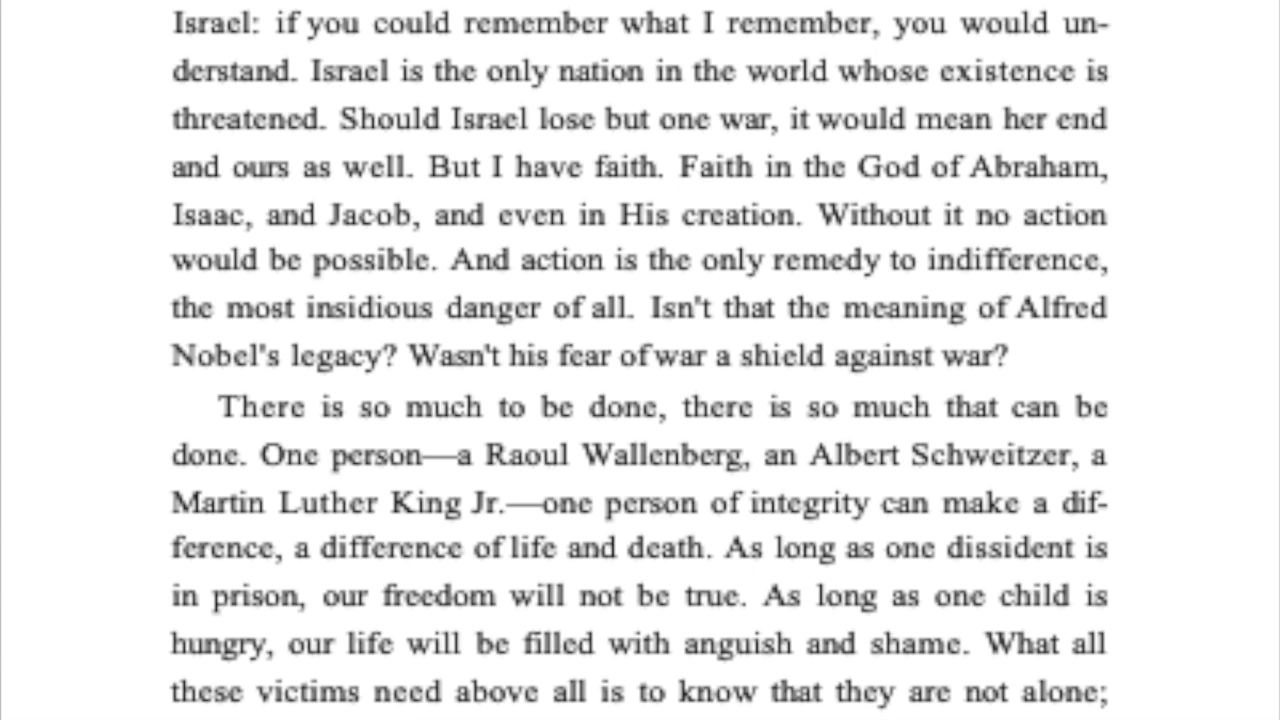 Israel: if you could remember what I remember, you would un-
derstand. Israel is the only nation in the world whose existence is
threatened. Should Israel lose but one war, it would mean her end
and ours as well. But I have faith. Faith in the God of Abraham,
Isaac, and Jacob, and even in His creation. Without it no action
would be possible. And action is the only remedy to indifference,
the most insidious danger of all. Isn't that the meaning of Alfred
Nobel's legacy? Wasn't his fear of war a shield against war?
There is so much to be done, there is so much that can be
done. One person—a Raoul Wallenberg, an Albert Schweitzer, a
Martin Luther King Jr.—one person of integrity can make a dif-
ference, a difference of life and death. As long as one dissident is
in prison, our freedom will not be true. As long as one child is
hungry, our life will be filled with anguish and shame. What all
these victims need above all is to know that they are not alone;